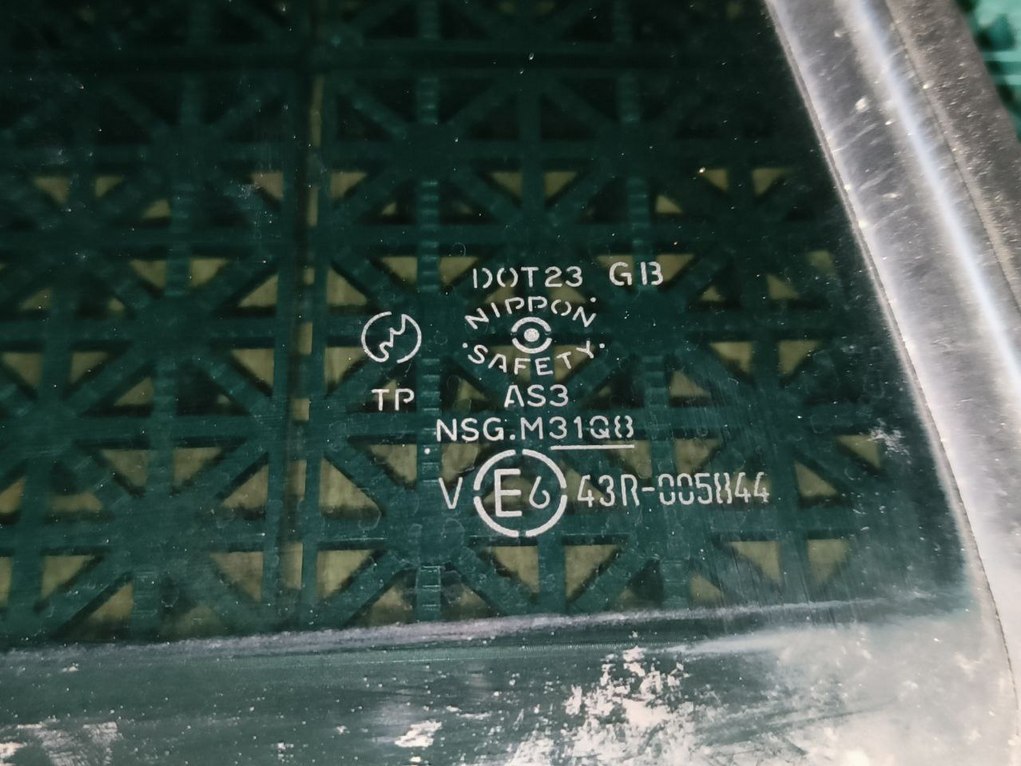 DOT23 GB
NIPPON
SAFETY
TP AS3
NSG.M31Q8
V E6 43R-005844